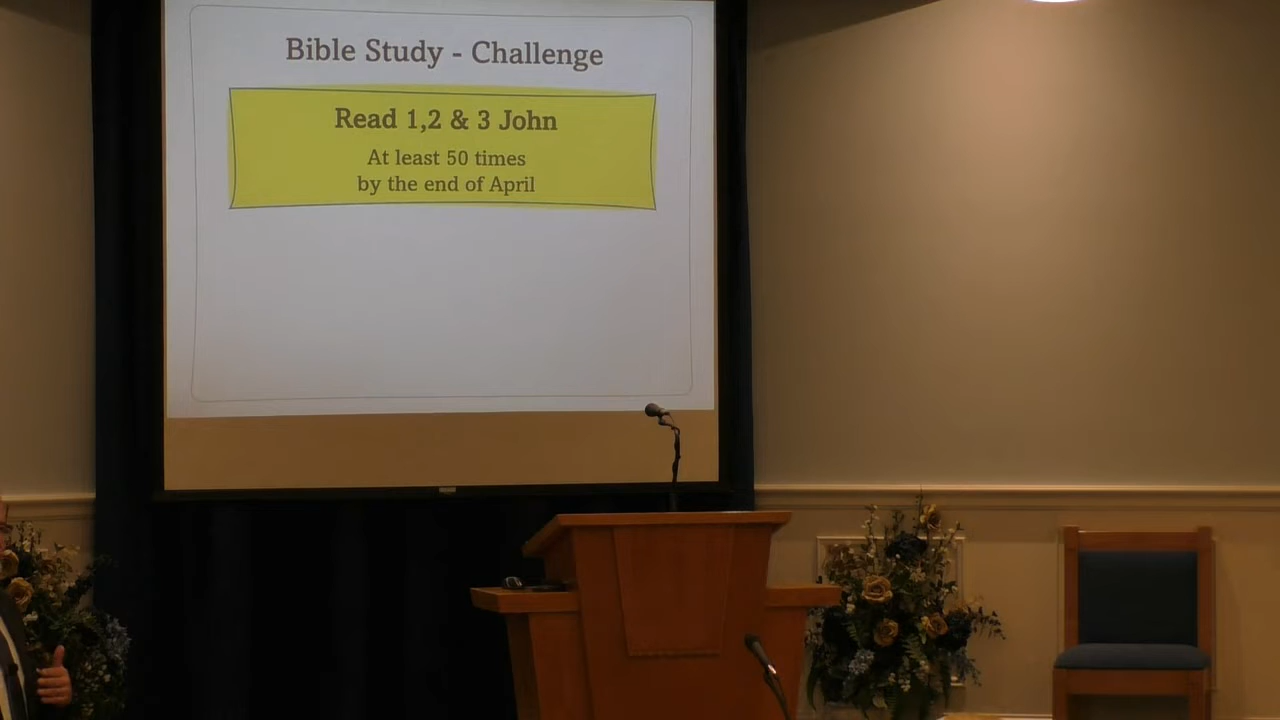 Bible Study - Challenge
Read 1,2 & 3 John
At least 50 times
by the end of April